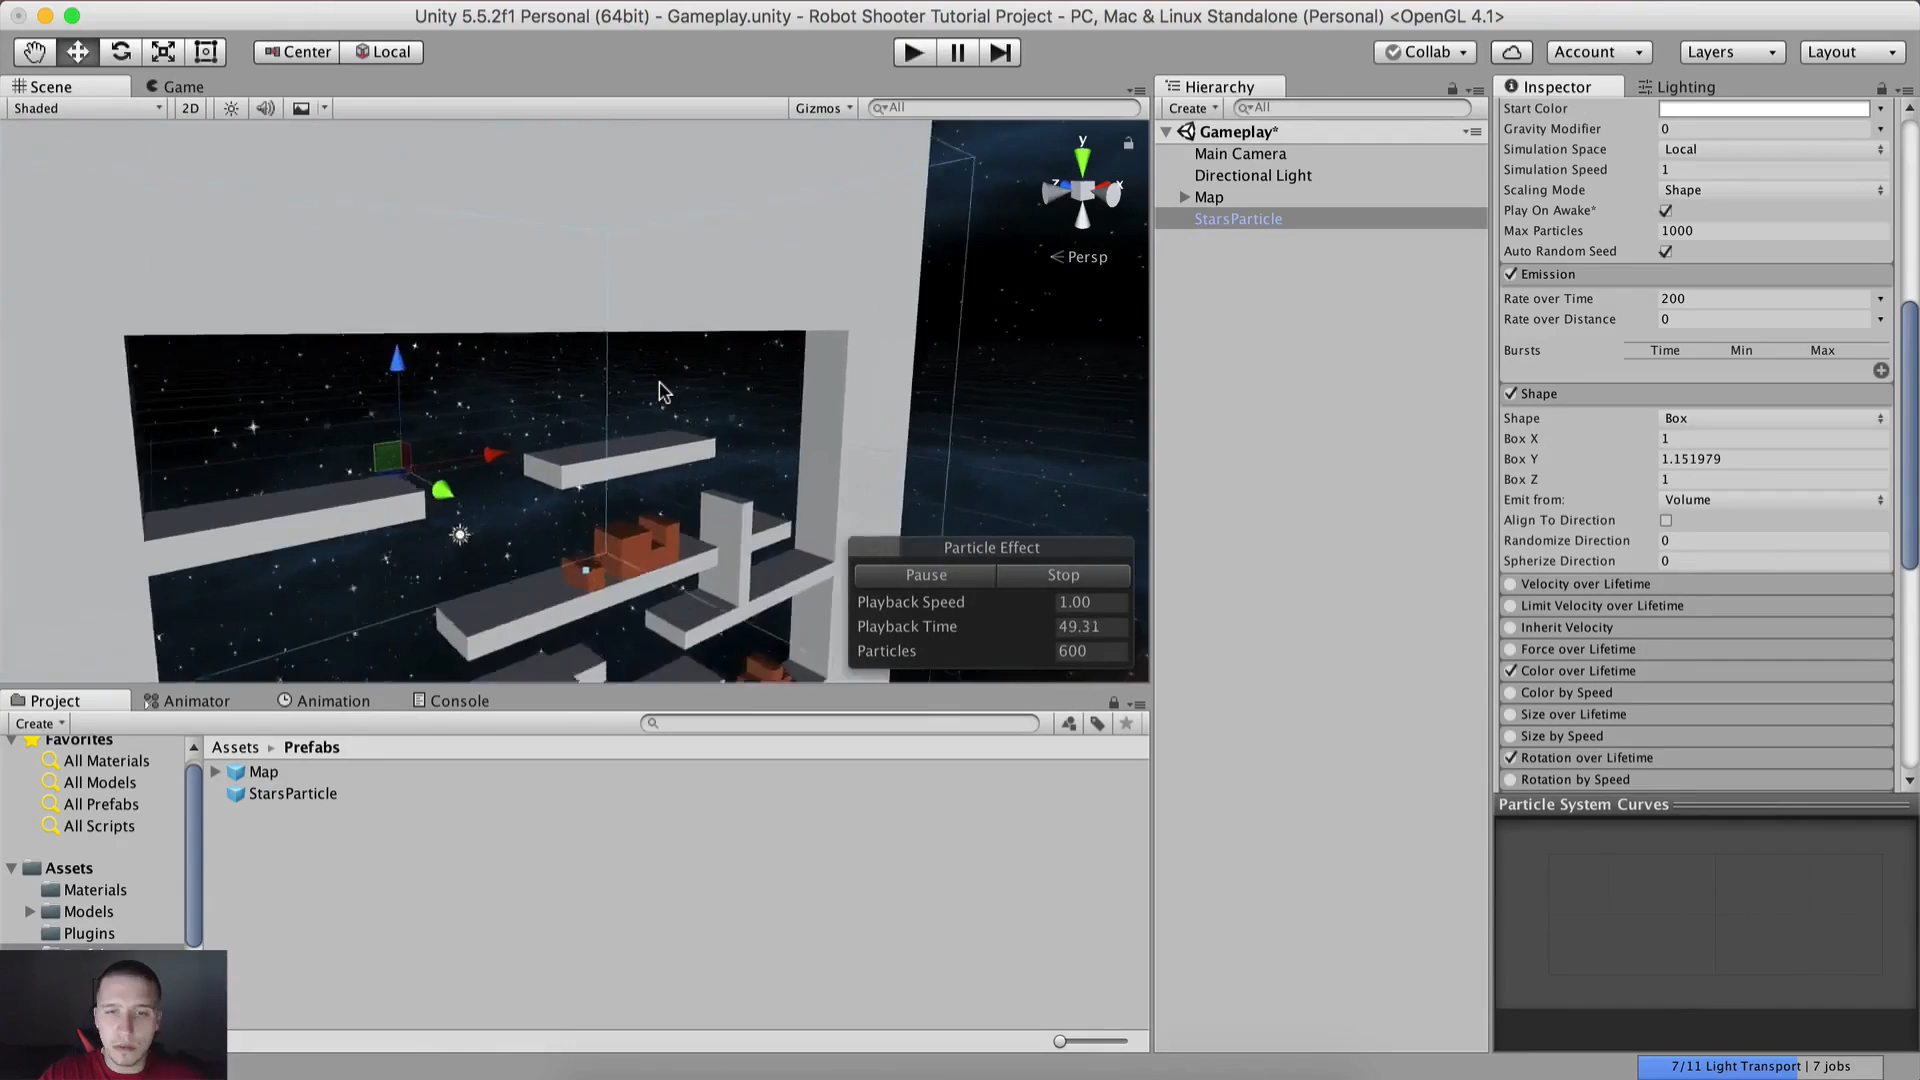 Unity 5.5.2f1 Personal (64bit) - Gameplay.unity - Robot Shooter Tutorial Project - PC, Mac & Linux Standalone (Personal) <OpenGL 4.1>
Center Local Collab Account Layers Layout
Scene Game
Shaded 2D Gizmos All
y
x
z
Persp
Particle Effect
Pause Stop
Playback Speed 1.00
Playback Time 49.31
Particles 600
Hierarchy
Create All
Gameplay*
Main Camera
Directional Light
Map
StarsParticle
Inspector Lighting
Start Color
Gravity Modifier 0
Simulation Space Local
Simulation Speed 1
Scaling Mode Shape
Play On Awake*
Max Particles 1000
Auto Random Seed
Emission
Rate over Time 200
Rate over Distance 0
Bursts Time Min Max
Shape
Shape Box
Box X 1
Box Y 1.151979
Box Z 1
Emit from: Volume
Align To Direction
Randomize Direction 0
Spherize Direction 0
Velocity over Lifetime
Limit Velocity over Lifetime
Inherit Velocity
Force over Lifetime
Color over Lifetime
Color by Speed
Size over Lifetime
Size by Speed
Rotation over Lifetime
Rotation by Speed
Particle System Curves
Project Animator Animation Console
Create
Favorites
All Materials
All Models
All Prefabs
All Scripts
Assets
Materials
Models
Plugins
Assets Prefabs
Map
StarsParticle
7/11 Light Transport | 7 jobs